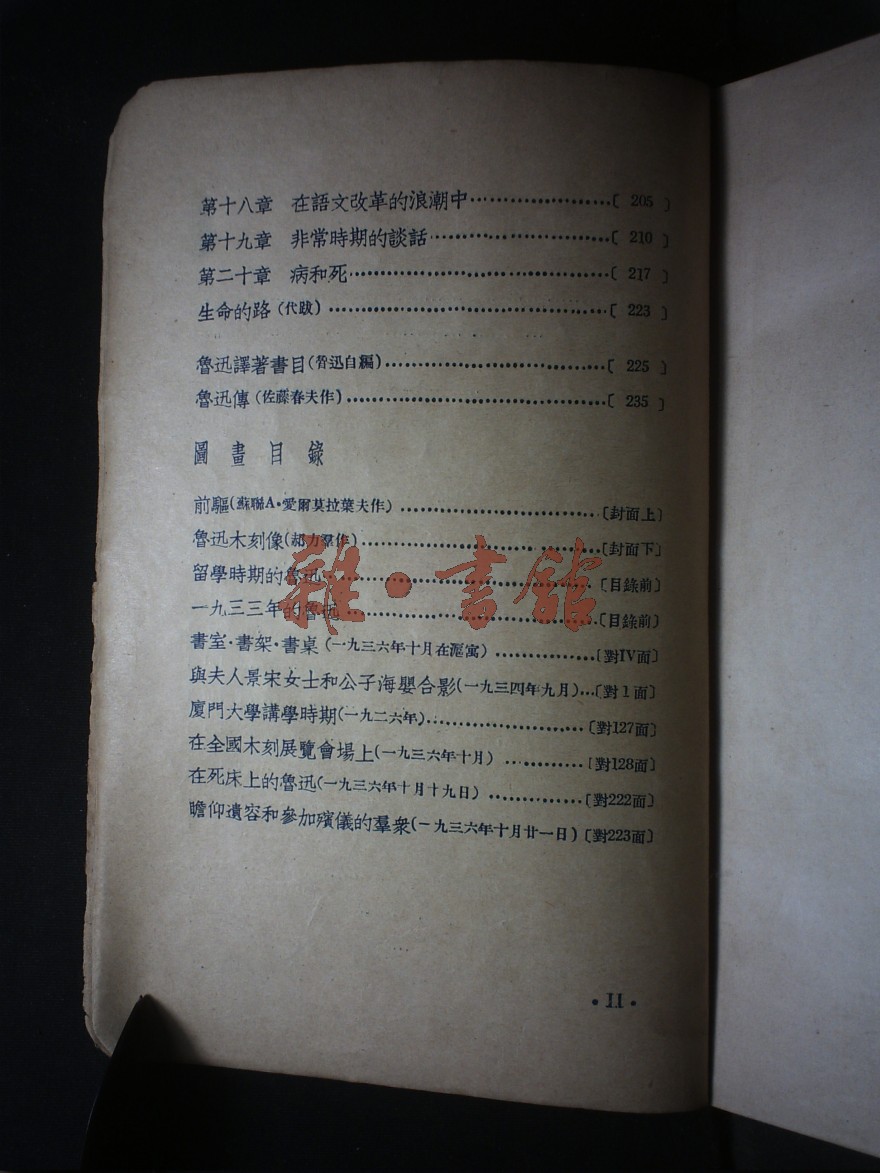 第十八章 在語文改革的浪潮中····················〔 205 〕
第十九章 非常時期的談話··························〔 210 〕
第二十章 病和死·····································〔 217 〕
生命的路(代跋)········································〔 223 〕
魯迅譯著書目(魯迅自編)································〔 225 〕
魯迅傳(佐藤春夫作)·····································〔 235 〕
圖畫目錄
前驅(蘇聯A·愛爾莫拉葉夫作)····························〔封面上〕
魯迅木刻像(郝力羣作)···································〔封面下〕
留學時期的魯迅·······································〔目錄前〕
一九三三年的魯迅·····································〔目錄前〕
書室·書架·書桌(一九三六年十月在滬寓)···············〔對IV面〕
與夫人景宋女士和公子海嬰合影(一九三四年九月)···〔對1面〕
廈門大學講學時期(一九二六年)·······················〔對127面〕
在全國木刻展覽會場上(一九三六年十月)···········〔對128面〕
在死床上的魯迅(一九三六年十月十九日)··············〔對222面〕
瞻仰遺容和參加殯儀的羣衆(一九三六年十月廿一日)〔對223面〕
·II·
雜·書館